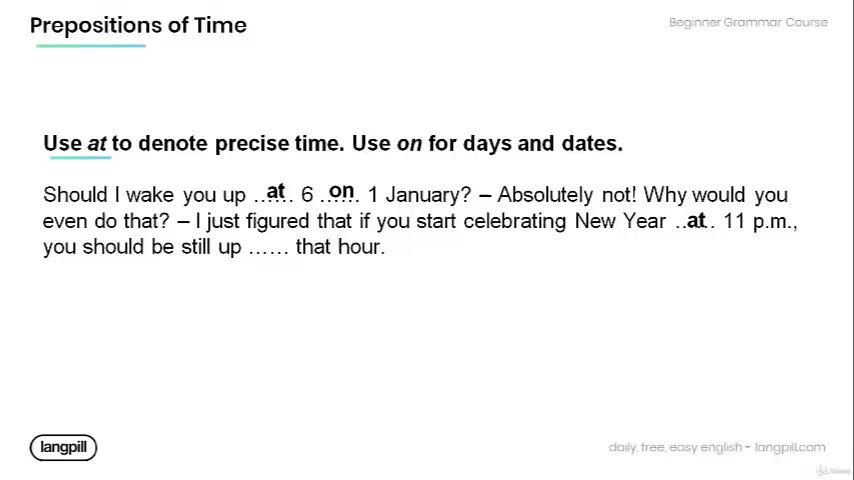 Prepositions of Time
Beginner Grammar Course
Use at to denote precise time. Use on for days and dates.
Should I wake you up ..at.. 6 ..on.. 1 January? – Absolutely not! Why would you
even do that? – I just figured that if you start celebrating New Year ..at.. 11 p.m.,
you should be still up …… that hour.
langpill
daily, free, easy english - langpill.com